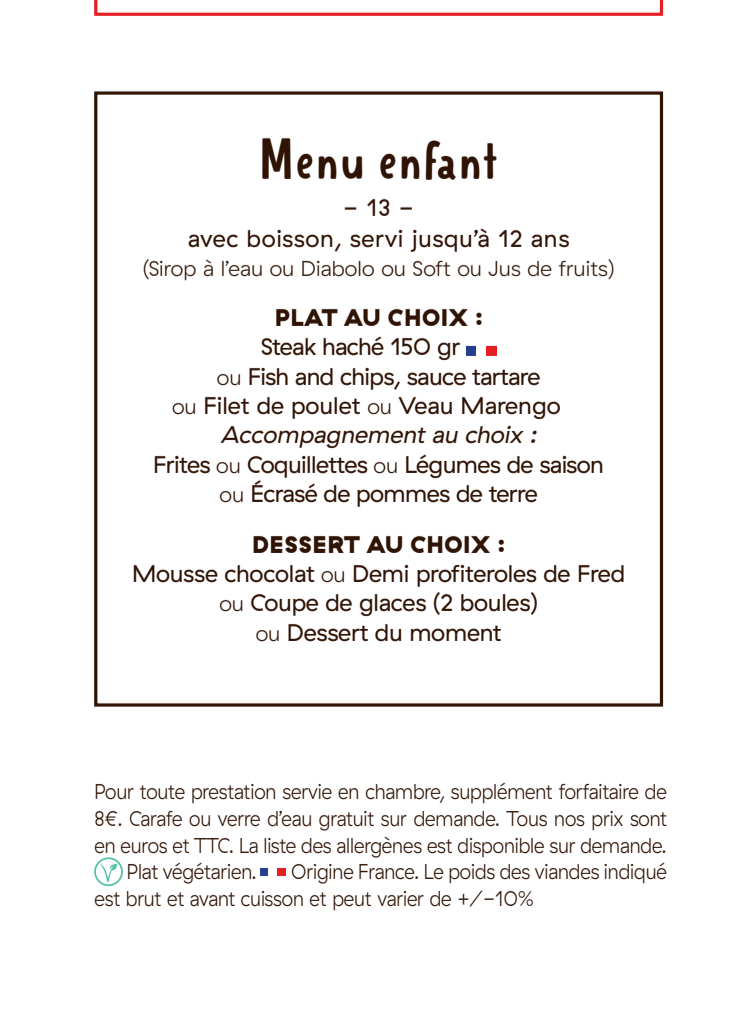 Menu enfant
– 13 –
avec boisson, servi jusqu’à 12 ans
(Sirop à l’eau ou Diabolo ou Soft ou Jus de fruits)
PLAT AU CHOIX :
Steak haché 150 gr
ou Fish and chips, sauce tartare
ou Filet de poulet ou Veau Marengo
Accompagnement au choix :
Frites ou Coquillettes ou Légumes de saison
ou Écrasé de pommes de terre
DESSERT AU CHOIX :
Mousse chocolat ou Demi profiteroles de Fred
ou Coupe de glaces (2 boules)
ou Dessert du moment
Pour toute prestation servie en chambre, supplément forfaitaire de
8€. Carafe ou verre d’eau gratuit sur demande. Tous nos prix sont
en euros et TTC. La liste des allergènes est disponible sur demande.
Plat végétarien. Origine France. Le poids des viandes indiqué
est brut et avant cuisson et peut varier de +/-10%